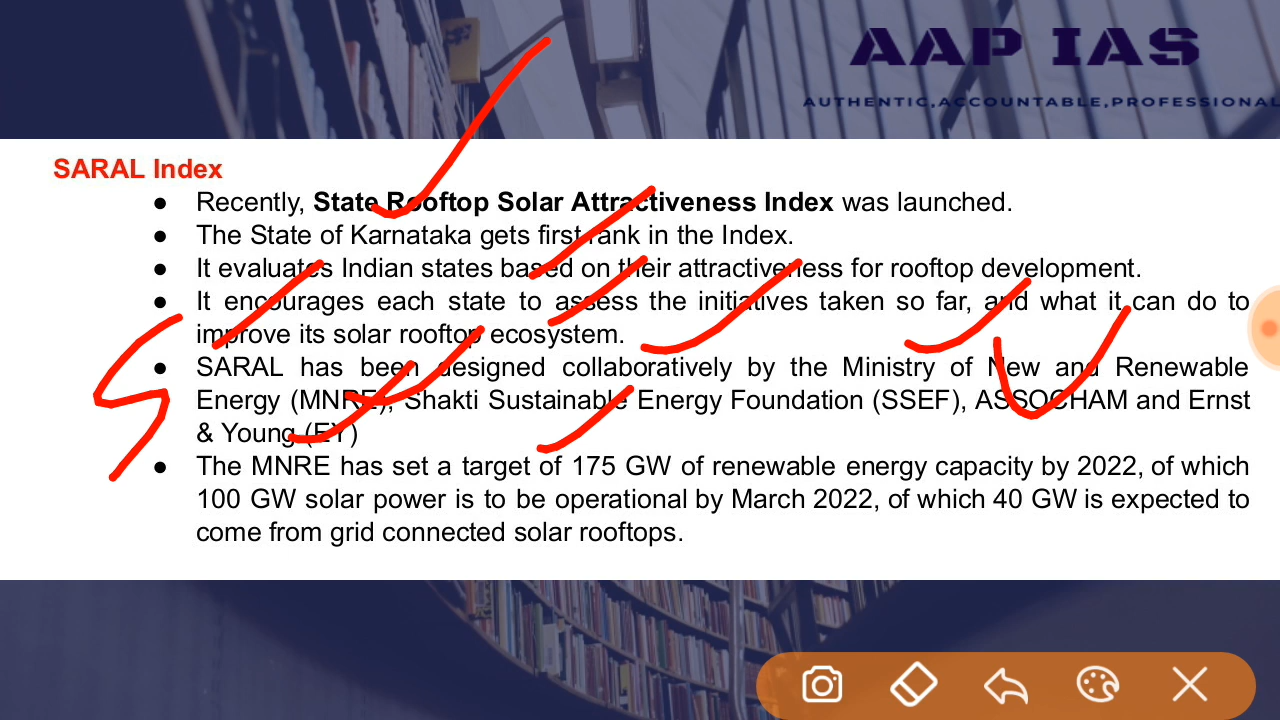 AAP IAS
AUTHENTIC,ACCOUNTABLE,PROFESSIONAL
SARAL Index
● Recently, State Rooftop Solar Attractiveness Index was launched.
● The State of Karnataka gets first rank in the Index.
● It evaluates Indian states based on their attractiveness for rooftop development.
● It encourages each state to assess the initiatives taken so far, and what it can do to
improve its solar rooftop ecosystem.
● SARAL has been designed collaboratively by the Ministry of New and Renewable
Energy (MNRE), Shakti Sustainable Energy Foundation (SSEF), ASSOCHAM and Ernst
& Young (EY)
● The MNRE has set a target of 175 GW of renewable energy capacity by 2022, of which
100 GW solar power is to be operational by March 2022, of which 40 GW is expected to
come from grid connected solar rooftops.